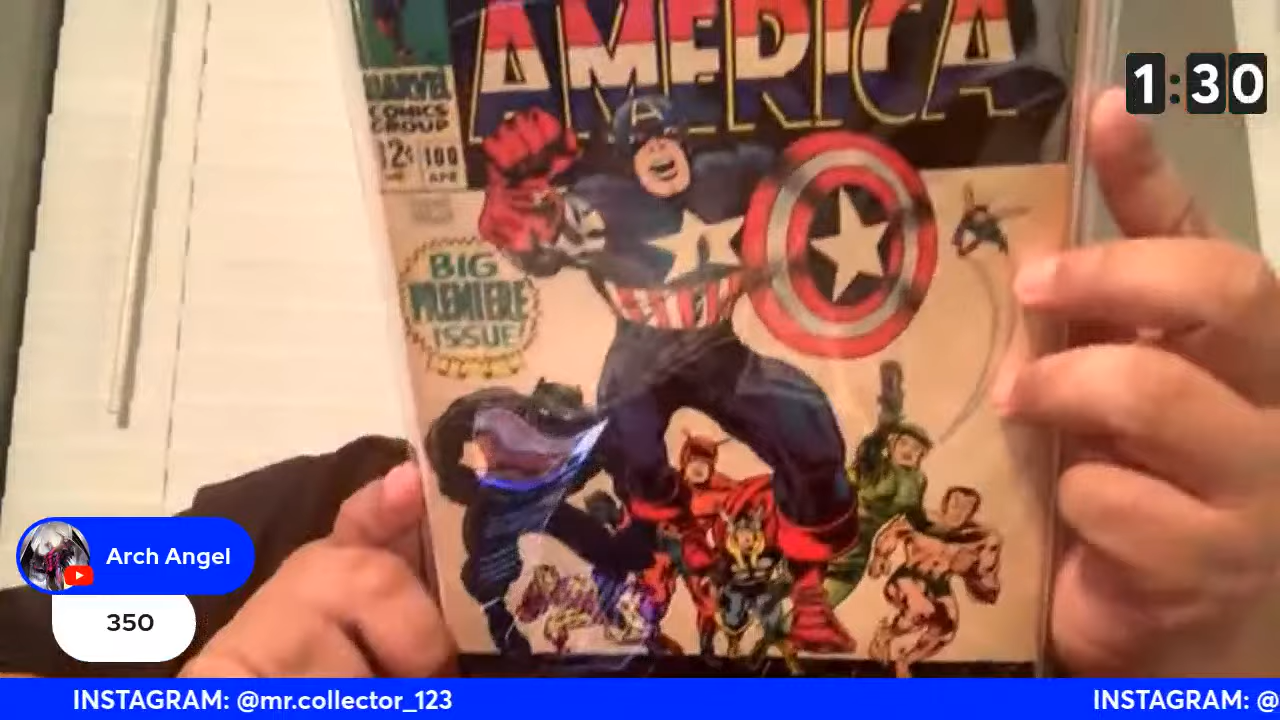 AMERICA
MARVEL
COMICS
GROUP
12¢ 100
APR
BIG
PREMIERE
ISSUE!
1:30
Arch Angel
350
INSTAGRAM: @mr.collector_123
INSTAGRAM: @